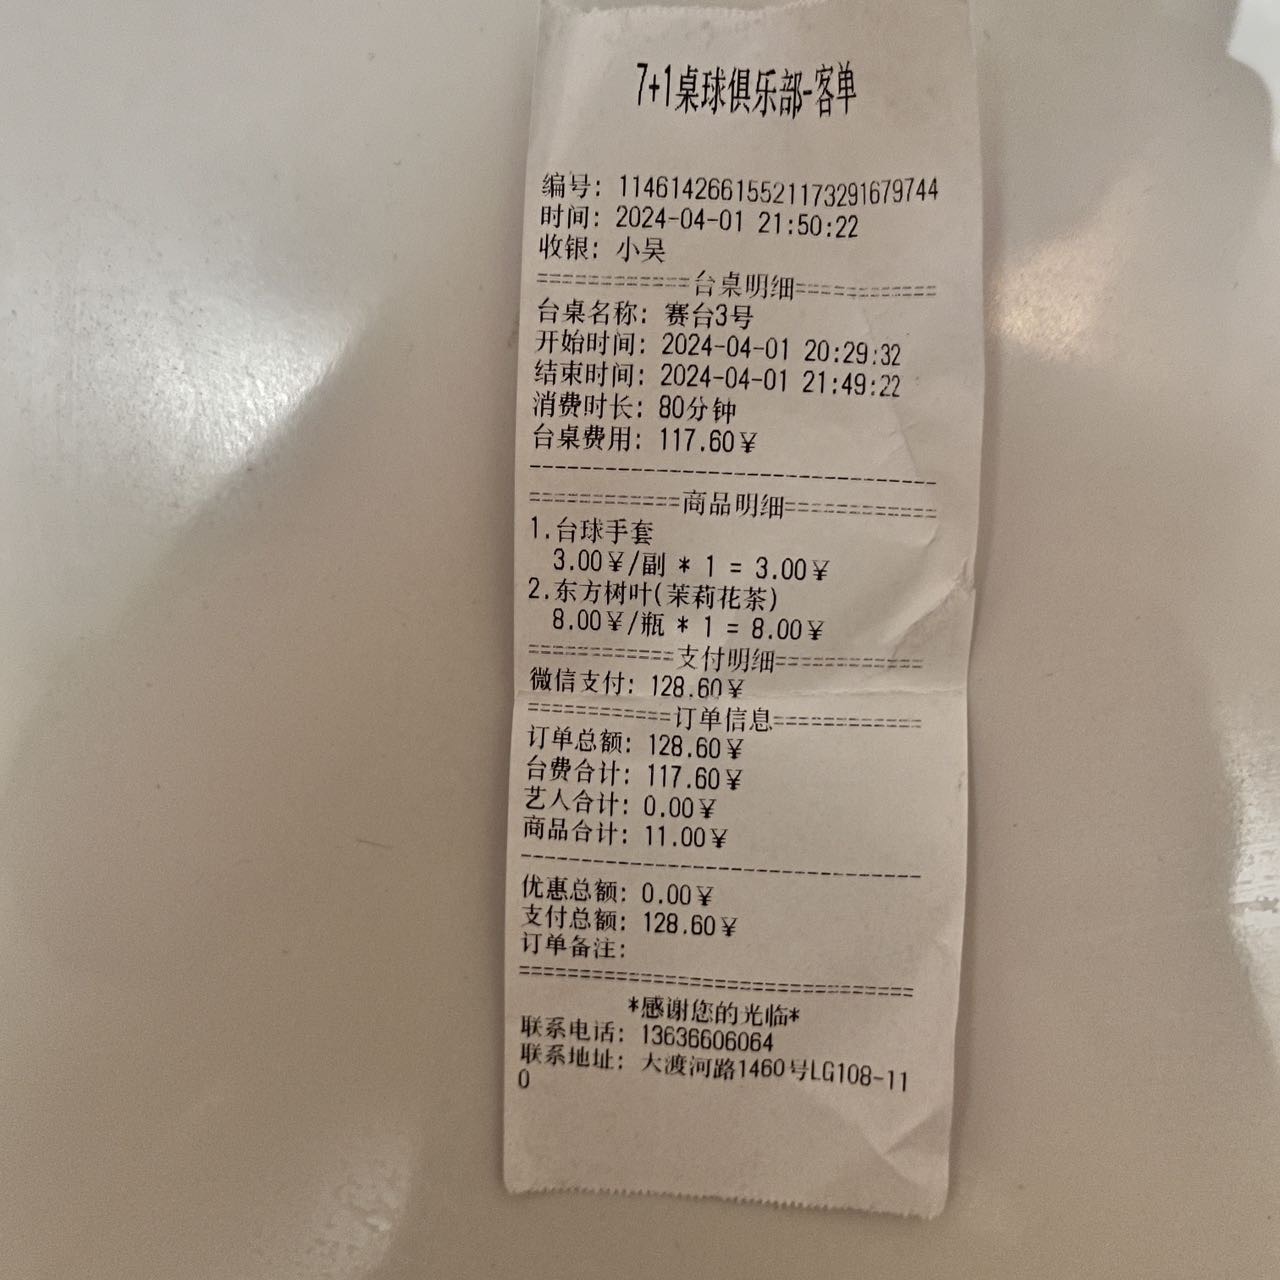 7+1桌球俱乐部-客单
编号: 11461426615521173291679744
时间: 2024-04-01 21:50:22
收银: 小吴
============台桌明细===========
台桌名称: 赛台3号
开始时间: 2024-04-01 20:29:32
结束时间: 2024-04-01 21:49:22
消费时长: 80分钟
台桌费用: 117.60¥
--------------------------------
============商品明细============
1.台球手套
3.00¥/副 * 1 = 3.00¥
2.东方树叶(茉莉花茶)
8.00¥/瓶 * 1 = 8.00¥
============支付明细============
微信支付: 128.60¥
============订单信息============
订单总额: 128.60¥
台费合计: 117.60¥
艺人合计: 0.00¥
商品合计: 11.00¥
--------------------------------
优惠总额: 0.00¥
支付总额: 128.60¥
订单备注:
================================
*感谢您的光临*
联系电话: 13636606064
联系地址: 大渡河路1460号LG108-11
0